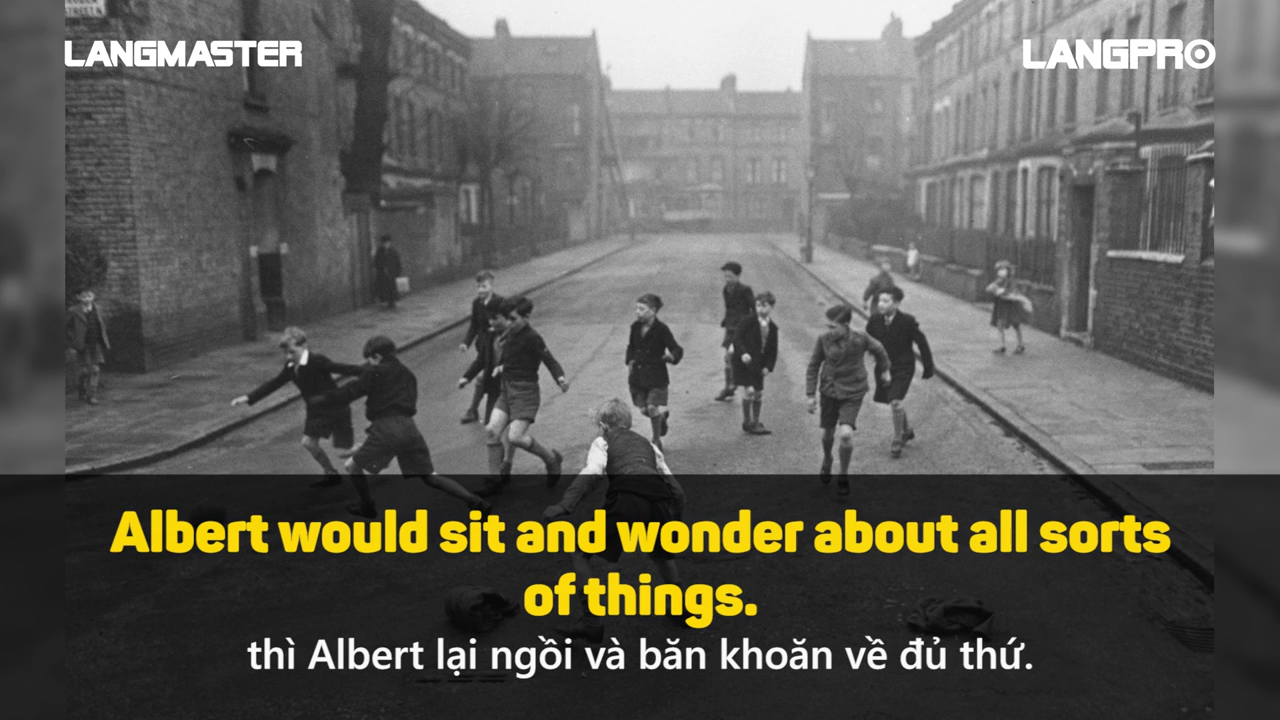 LANGMASTER
LANGPRO
Albert would sit and wonder about all sorts
of things.
thì Albert lại ngồi và băn khoăn về đủ thứ.